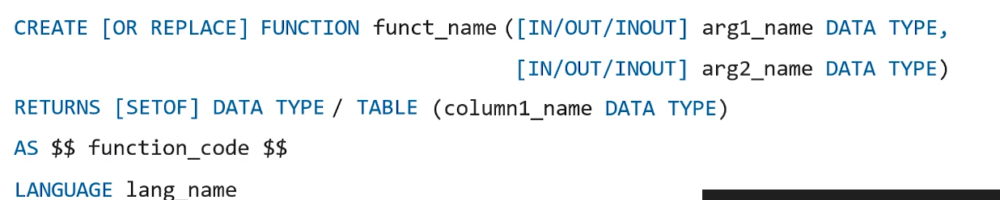 CREATE [OR REPLACE] FUNCTION funct_name ([IN/OUT/INOUT] arg1_name DATA TYPE,
[IN/OUT/INOUT] arg2_name DATA TYPE)
RETURNS [SETOF] DATA TYPE / TABLE (column1_name DATA TYPE)
AS $$ function_code $$
LANGUAGE lang_name